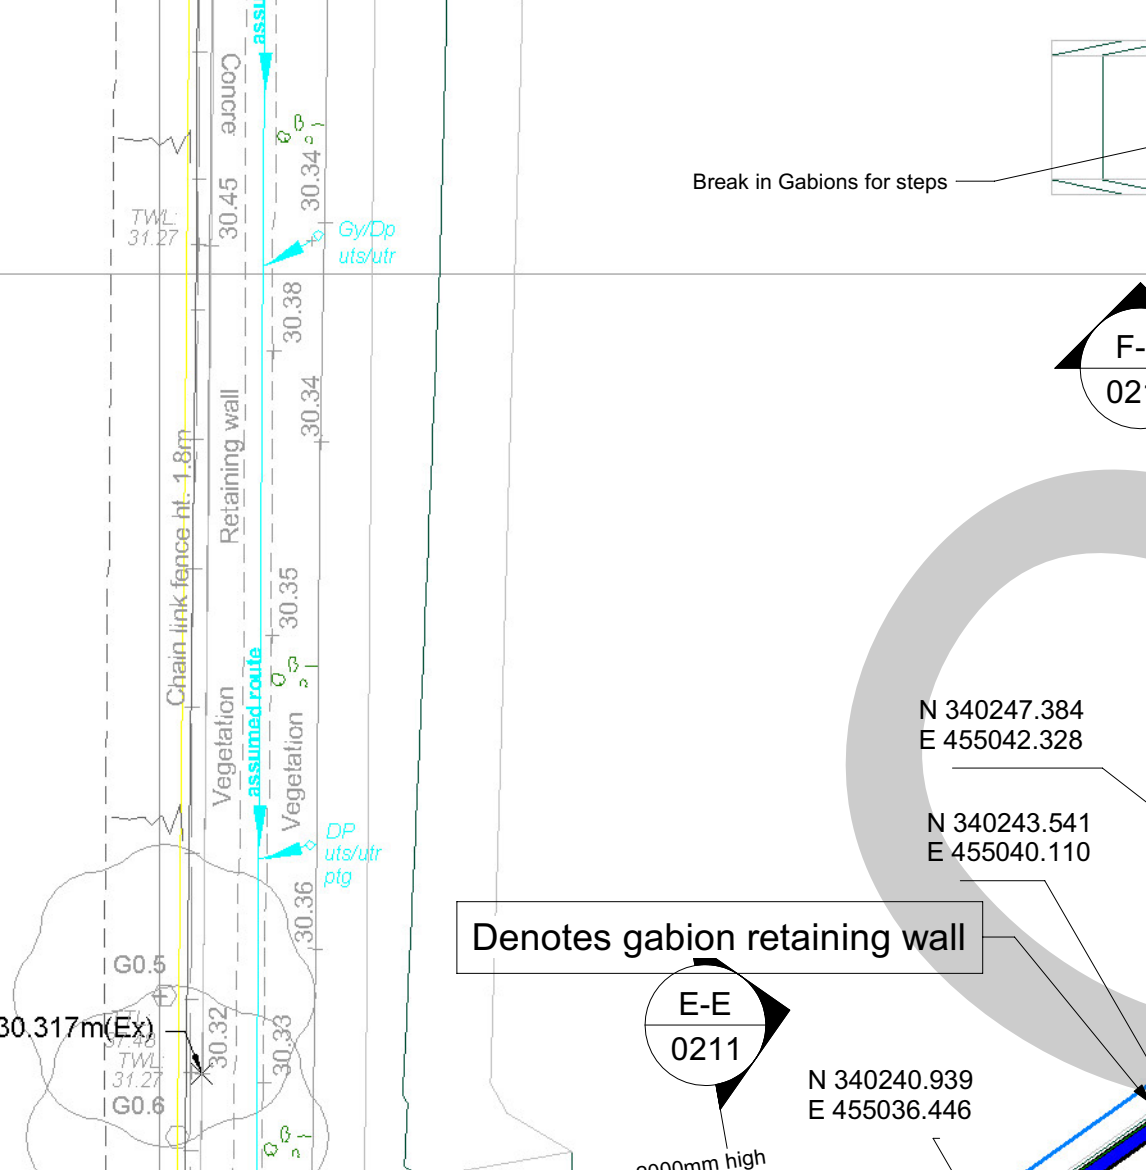 Concre
30.45
30.34
TWL:
31.27
Gy/Dp
uts/utr
Break in Gabions for steps
30.38
30.34
Retaining wall
Chain link fence ht. 1.8m
30.35
assumed route
Vegetation
Vegetation
DP
uts/utr
ptg
30.36
N 340247.384
E 455042.328
N 340243.541
E 455040.110
Denotes gabion retaining wall
E-E
0211
N 340240.939
E 455036.446
G0.5
30.317m(Ex)
37.48
TWL:
31.27
G0.6
30.32
30.33
F-